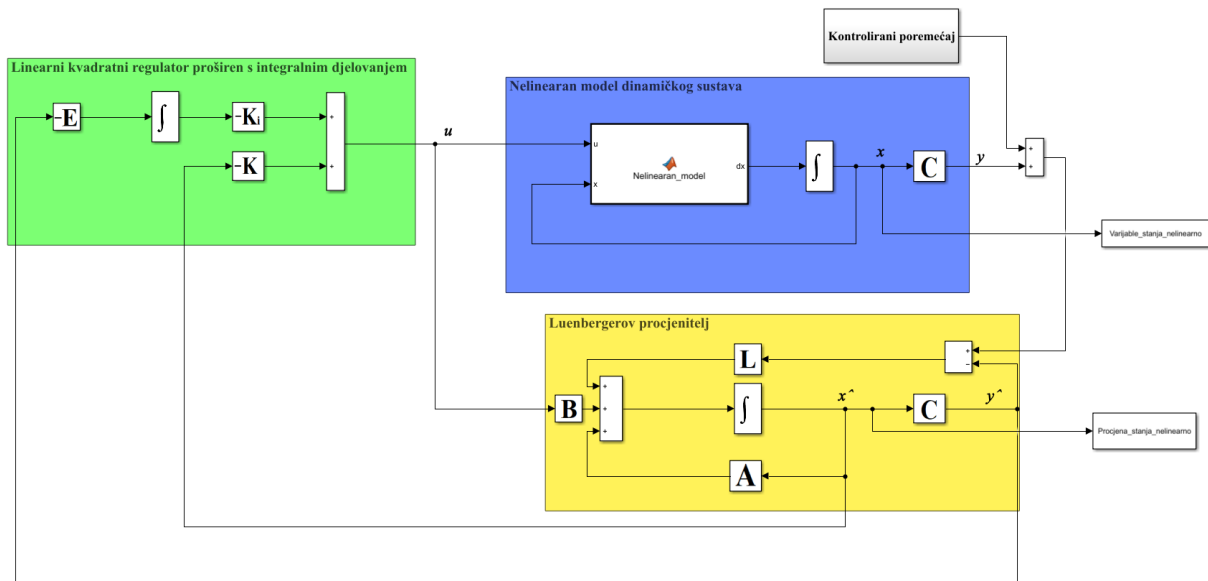 Kontrolirani poremećaj
Linearni kvadratni regulator proširen s integralnim djelovanjem
Nelinearan model dinamičkog sustava
-E
∫
-Ki
+
-K
+
u
u
x
Nelinearan_model
dx
∫
x
C
y
+
+
Varijable_stanja_nelinearno
Luenbergerov procjenitelj
L
+
−
+
B
+
+
∫
x^
C
y^
Procjena_stanja_nelinearno
A